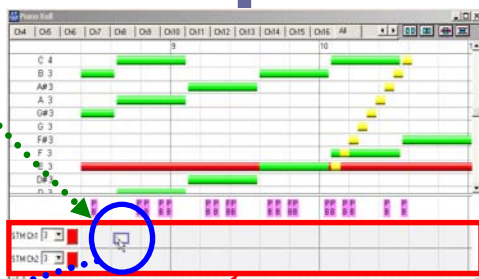 Piano Roll
Ch4 Ch5 Ch6 Ch7 Ch8 Ch9 Ch10 Ch11 Ch12 Ch13 Ch14 Ch15 Ch16 All
9 10
C 4
B 3
A#3
A 3
G#3
G 3
F#3
F 3
E 3
D#3
D 3
STM Ch1 3
STM Ch2 3